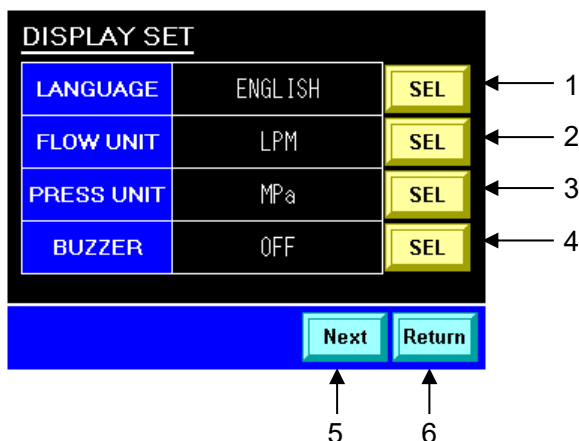 DISPLAY SET
LANGUAGE ENGLISH SEL 1
FLOW UNIT LPM SEL 2
PRESS UNIT MPa SEL 3
BUZZER OFF SEL 4
Next Return
5 6